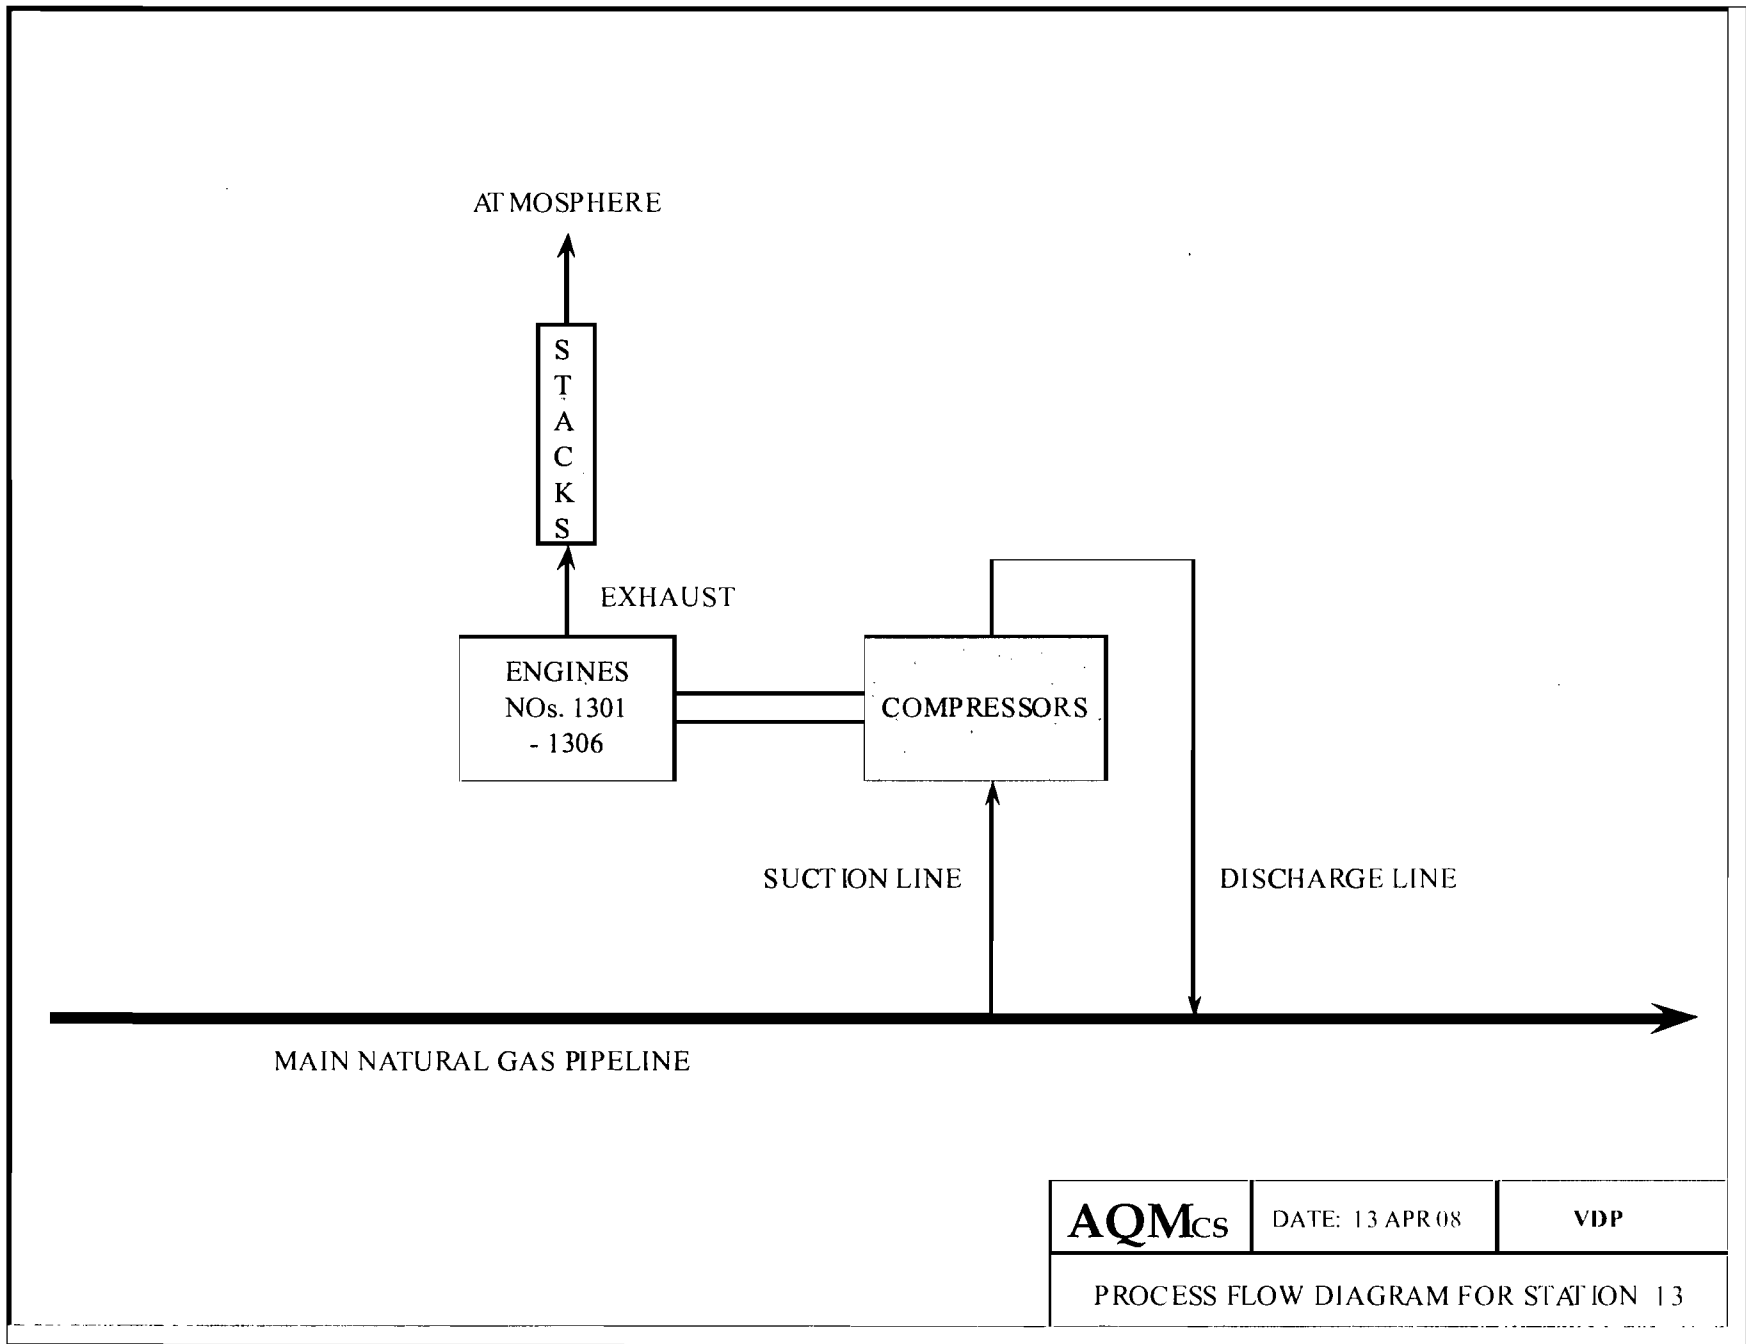 ATMOSPHERE
S
T
A
C
K
S
EXHAUST
ENGINES
NOs. 1301
- 1306
COMPRESSORS
SUCTION LINE
DISCHARGE LINE
MAIN NATURAL GAS PIPELINE
AQMCS
DATE: 13 APR 08
VDP
PROCESS FLOW DIAGRAM FOR STATION 13